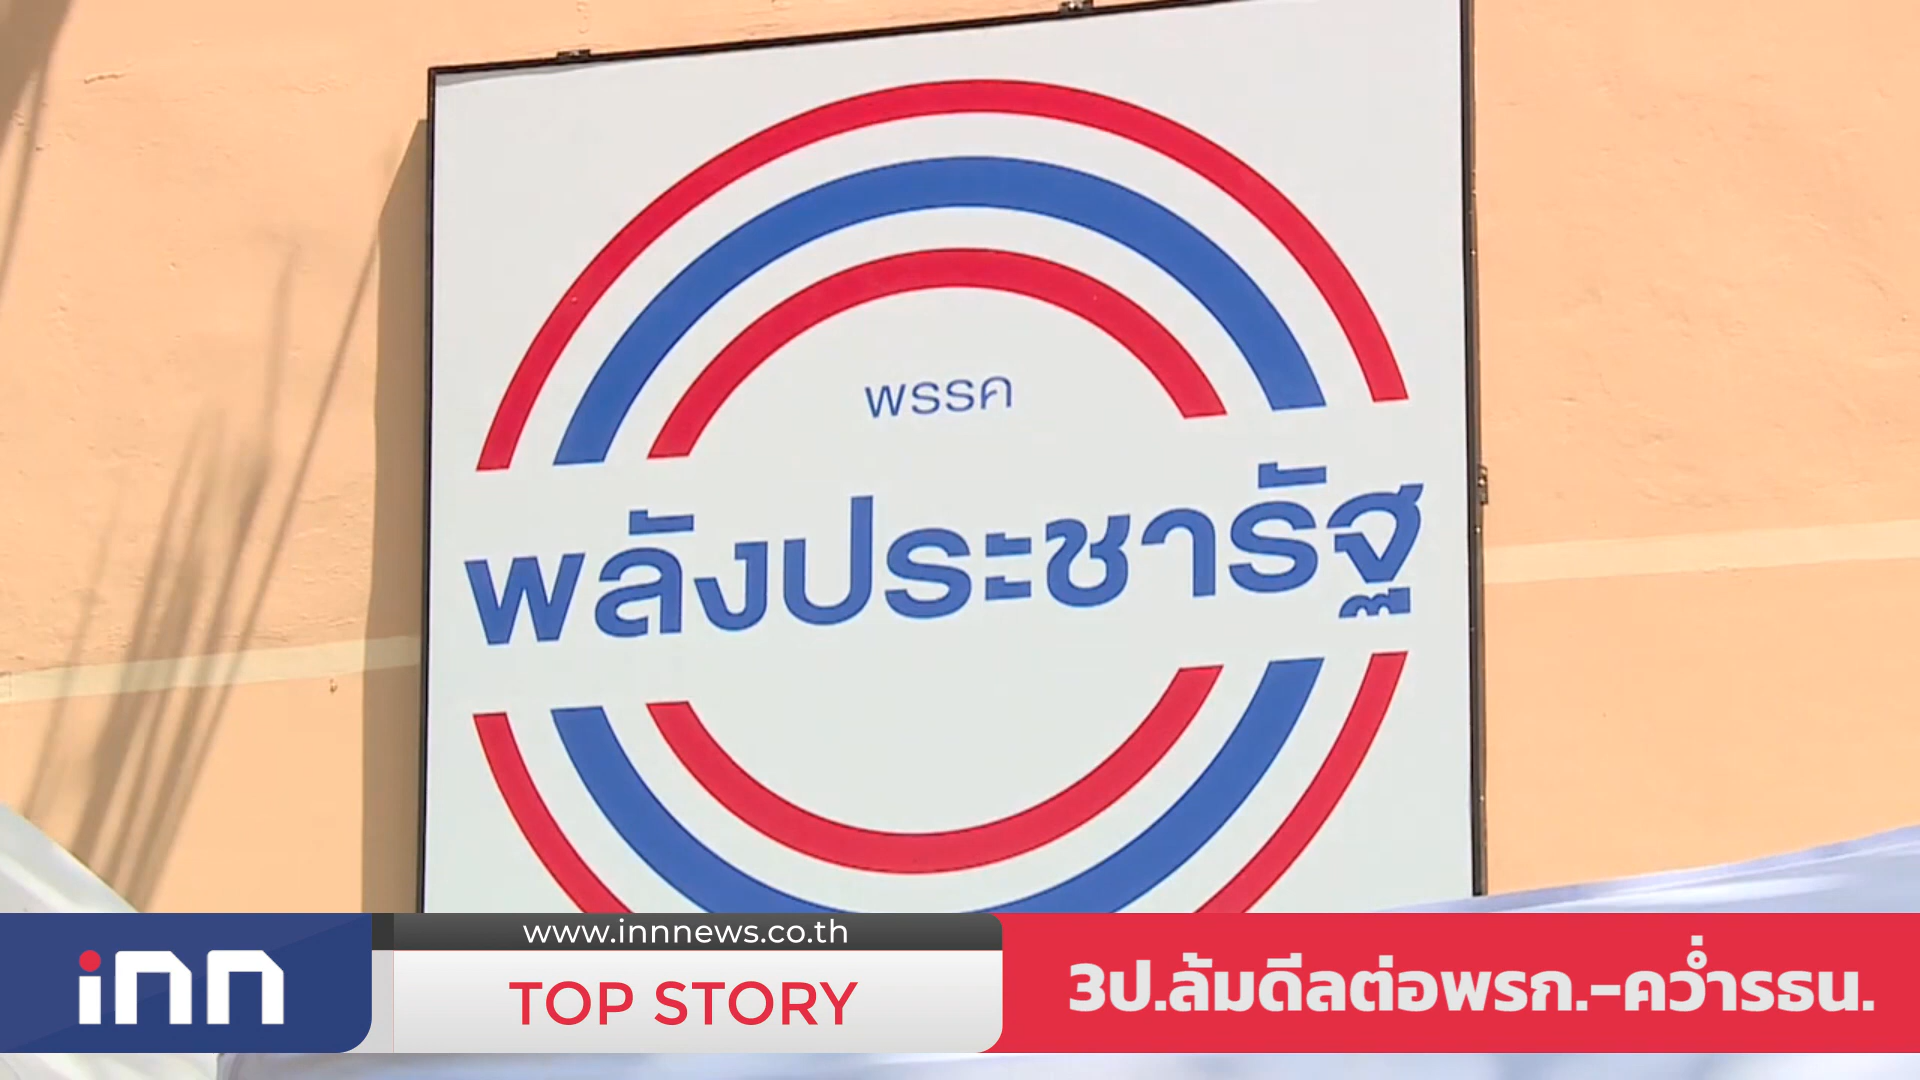 พรรค
พลังประชารัฐ
www.innnews.co.th
inn
TOP STORY
3ป.ล้มดีลต่อพรก.-คว่ำรธน.